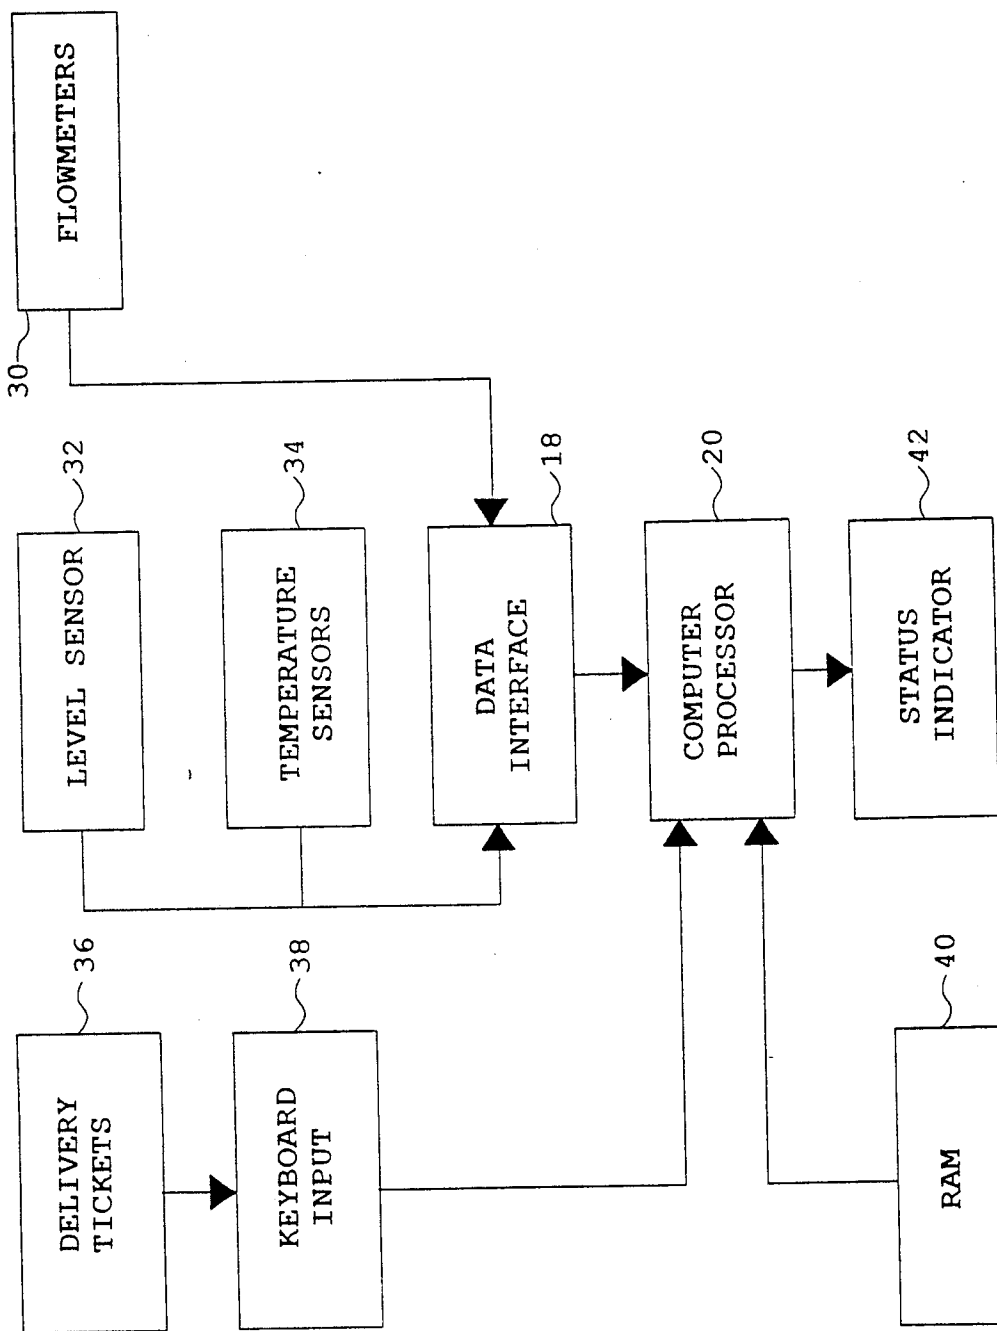 DELIVERY
TICKETS
36
KEYBOARD
INPUT
38
LEVEL SENSOR
32
TEMPERATURE
SENSORS
34
FLOWMETERS
30
DATA
INTERFACE
18
COMPUTER
PROCESSOR
20
STATUS
INDICATOR
42
RAM
40